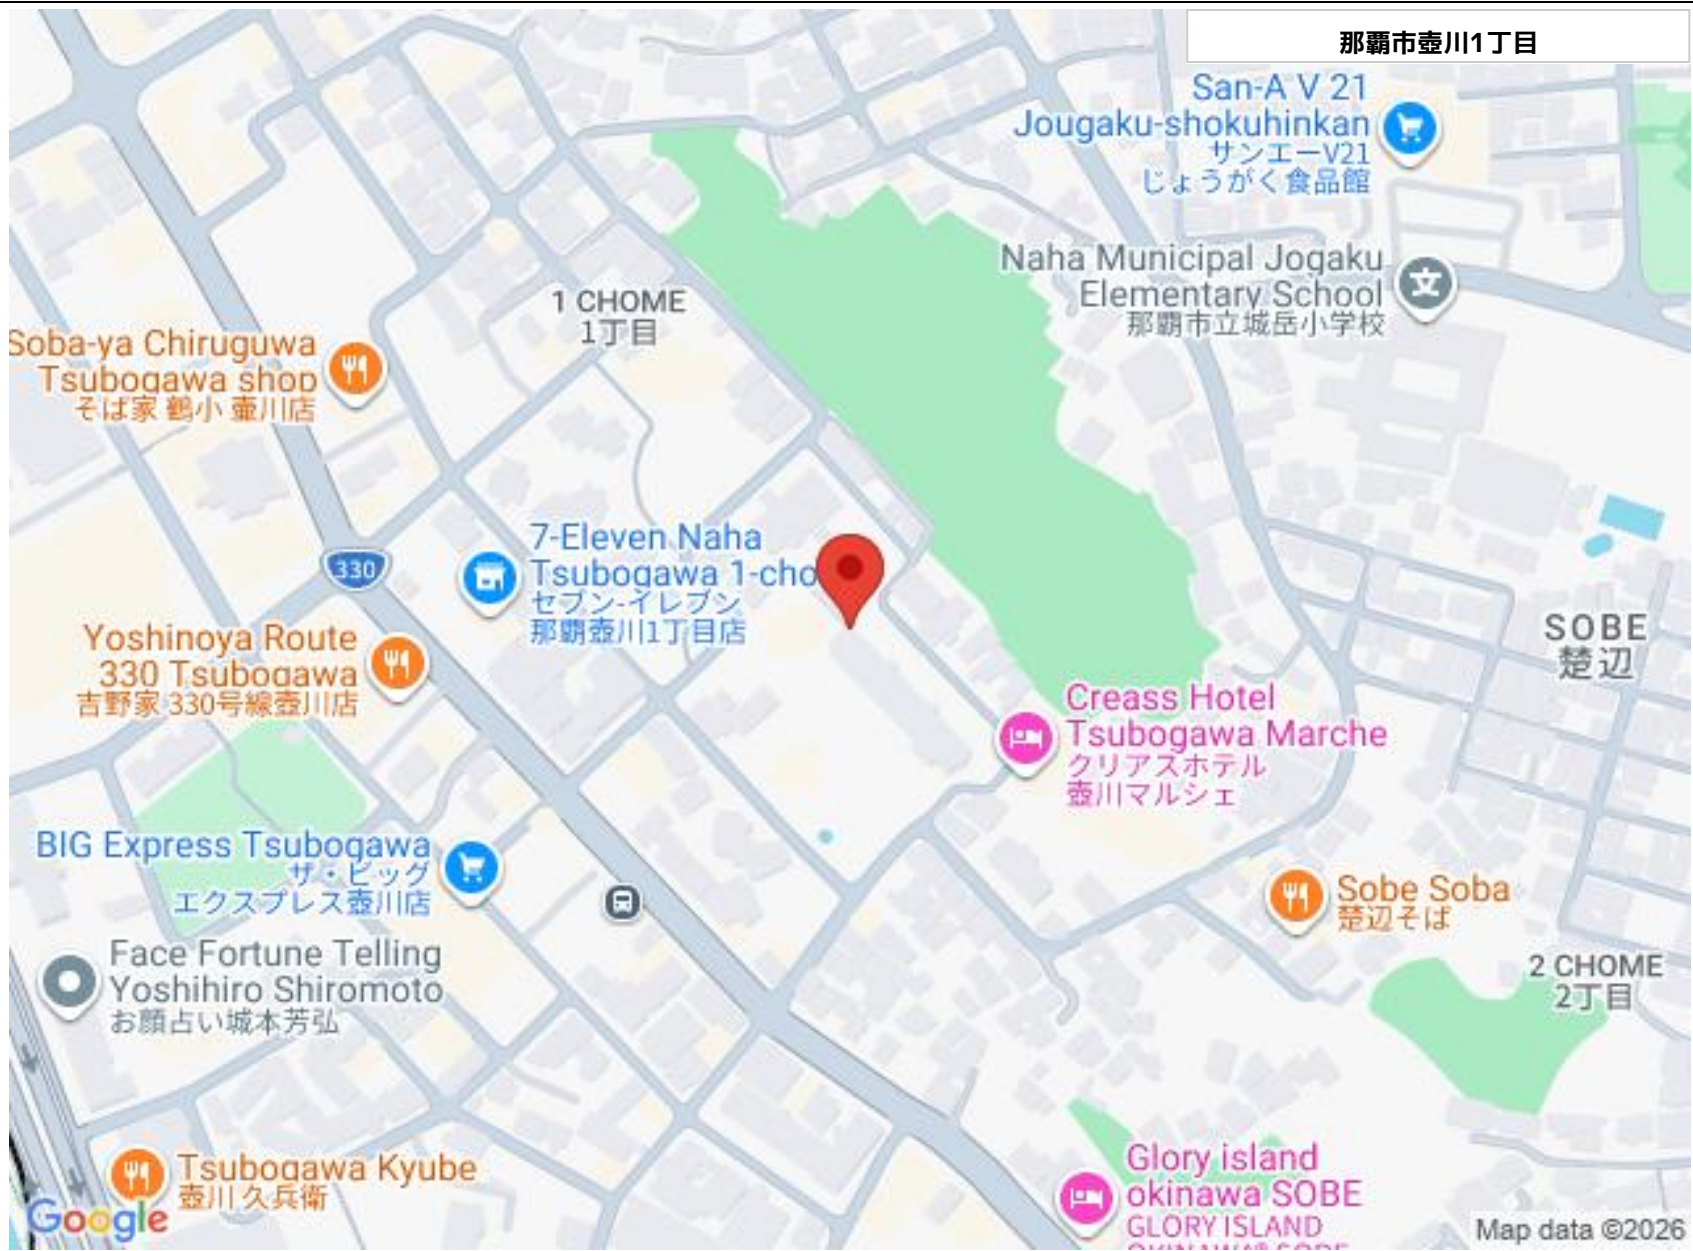 那覇市壺川1丁目
San-A V 21
Jougaku-shokuhinkan
サンエーV21
じょうがく食品館
Naha Municipal Jogaku
Elementary School
那覇市立城岳小学校
1 CHOME
1丁目
Soba-ya Chiruguwa
Tsubogawa shop
そば家 鶴小 壷川店
330
7-Eleven Naha
Tsubogawa 1-cho
セブン-イレブン
那覇壺川1丁目店
Yoshinoya Route
330 Tsubogawa
吉野家 330号線壺川店
SOBE
楚辺
Creass Hotel
Tsubogawa Marche
クリアスホテル
壺川マルシェ
BIG Express Tsubogawa
ザ・ビッグ
エクスプレス壺川店
Sobe Soba
楚辺そば
Face Fortune Telling
Yoshihiro Shiromoto
お顔占い城本芳弘
2 CHOME
2丁目
Tsubogawa Kyube
壺川 久兵衛
Glory island
okinawa SOBE
GLORY ISLAND
Google
Map data ©2026